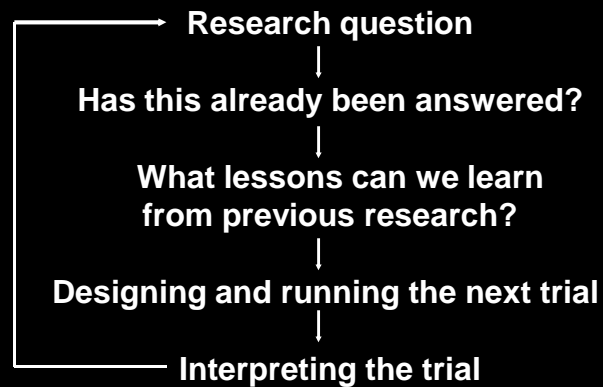 Research question
Has this already been answered?
What lessons can we learn
from previous research?
Designing and running the next trial
Interpreting the trial